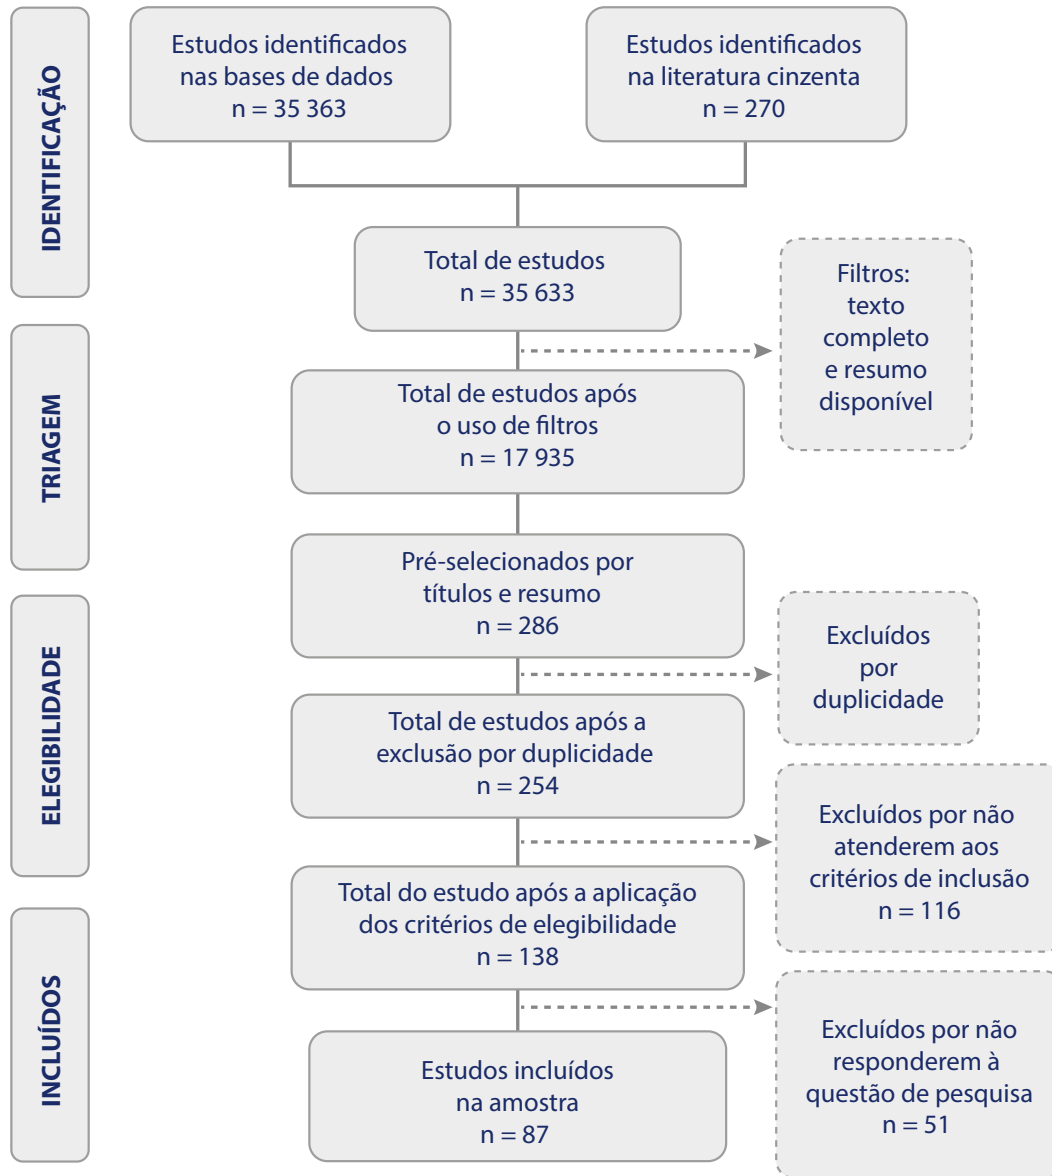 IDENTIFICAÇÃO
Estudos identificados
nas bases de dados
n = 35 363
Estudos identificados
na literatura cinzenta
n = 270
Total de estudos
n = 35 633
Filtros:
texto
completo
e resumo
disponível
TRIAGEM
Total de estudos após
o uso de filtros
n = 17 935
Pré-selecionados por
títulos e resumo
n = 286
ELEGIBILIDADE
Excluídos
por
duplicidade
Total de estudos após a
exclusão por duplicidade
n = 254
Excluídos por não
atenderem aos
critérios de inclusão
n = 116
Total do estudo após a aplicação
dos critérios de elegibilidade
n = 138
INCLUÍDOS
Excluídos por não
responderem à
questão de pesquisa
n = 51
Estudos incluídos
na amostra
n = 87